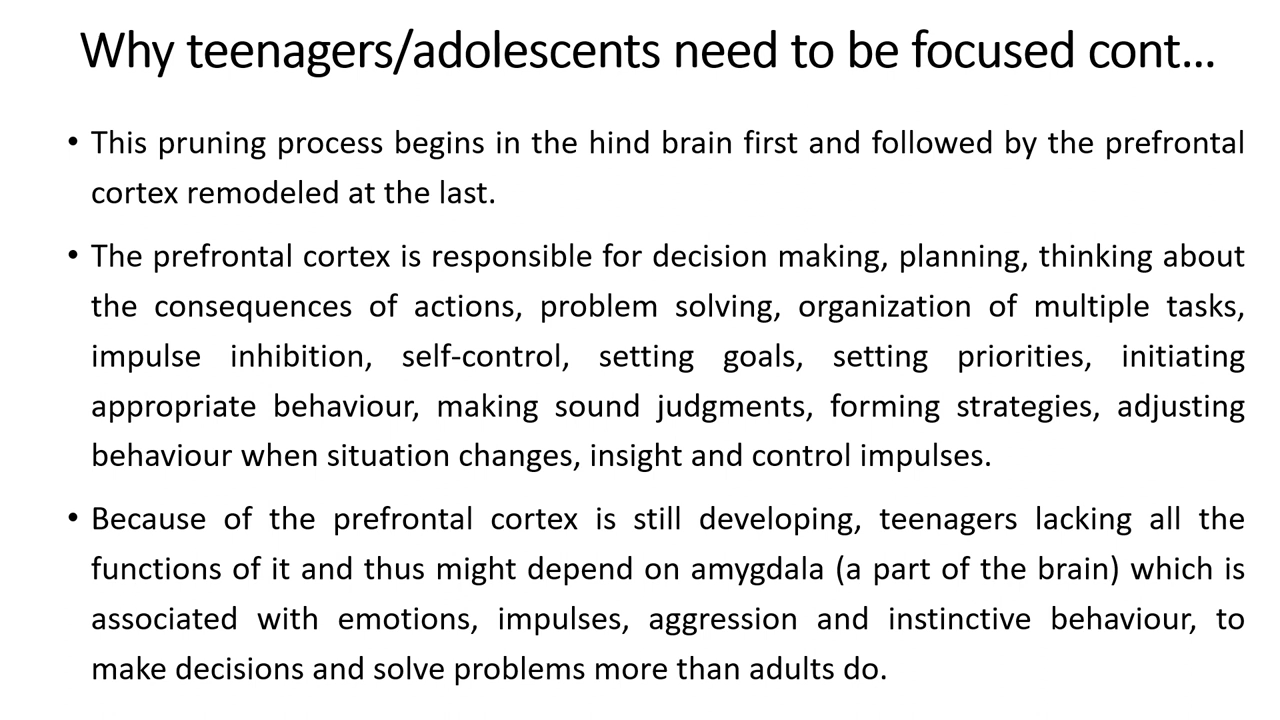 Why teenagers/adolescents need to be focused cont...
• This pruning process begins in the hind brain first and followed by the prefrontal
cortex remodeled at the last.
• The prefrontal cortex is responsible for decision making, planning, thinking about
the consequences of actions, problem solving, organization of multiple tasks,
impulse inhibition, self-control, setting goals, setting priorities, initiating
appropriate behaviour, making sound judgments, forming strategies, adjusting
behaviour when situation changes, insight and control impulses.
• Because of the prefrontal cortex is still developing, teenagers lacking all the
functions of it and thus might depend on amygdala (a part of the brain) which is
associated with emotions, impulses, aggression and instinctive behaviour, to
make decisions and solve problems more than adults do.